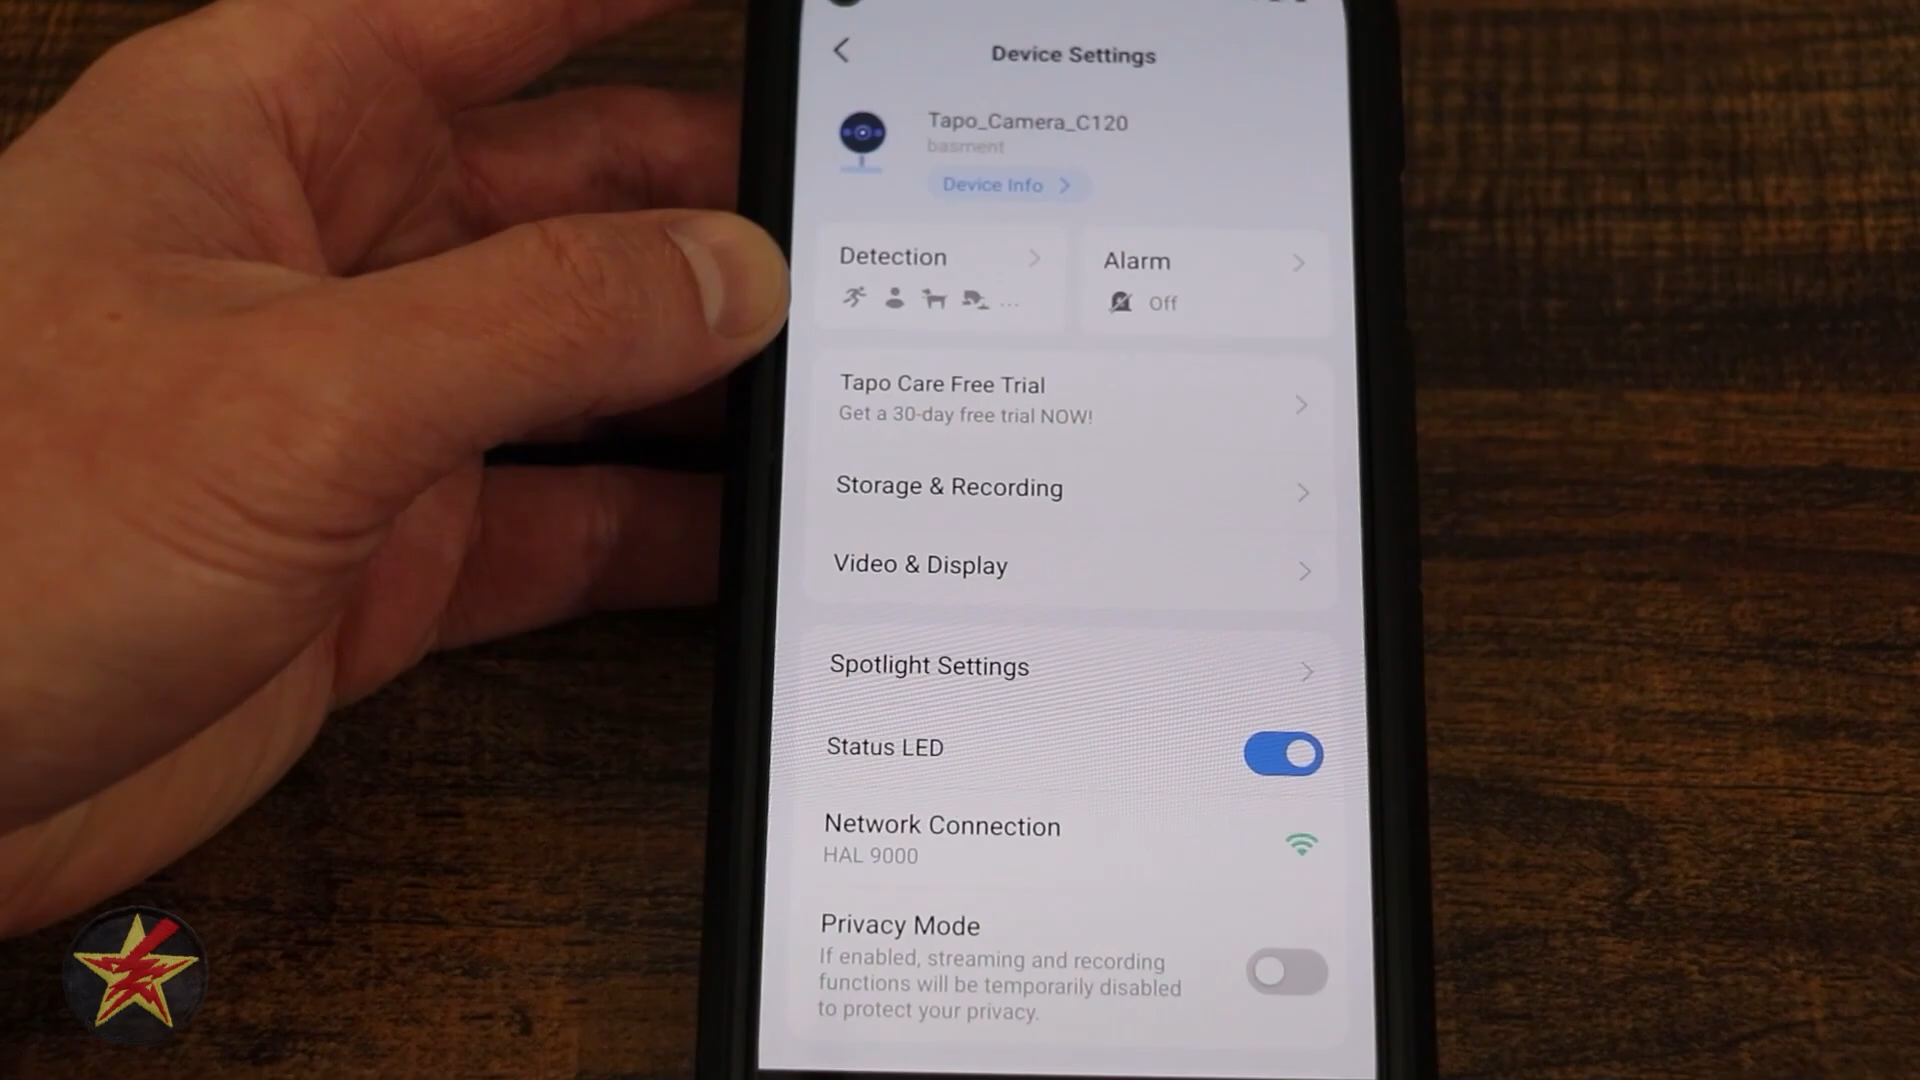 Device Settings
Tapo_Camera_C120
basment
Device Info
Detection
Alarm
...
Off
Tapo Care Free Trial
Get a 30-day free trial NOW!
Storage & Recording
Video & Display
Spotlight Settings
Status LED
Network Connection
HAL 9000
Privacy Mode
If enabled, streaming and recording
functions will be temporarily disabled
to protect your privacy.